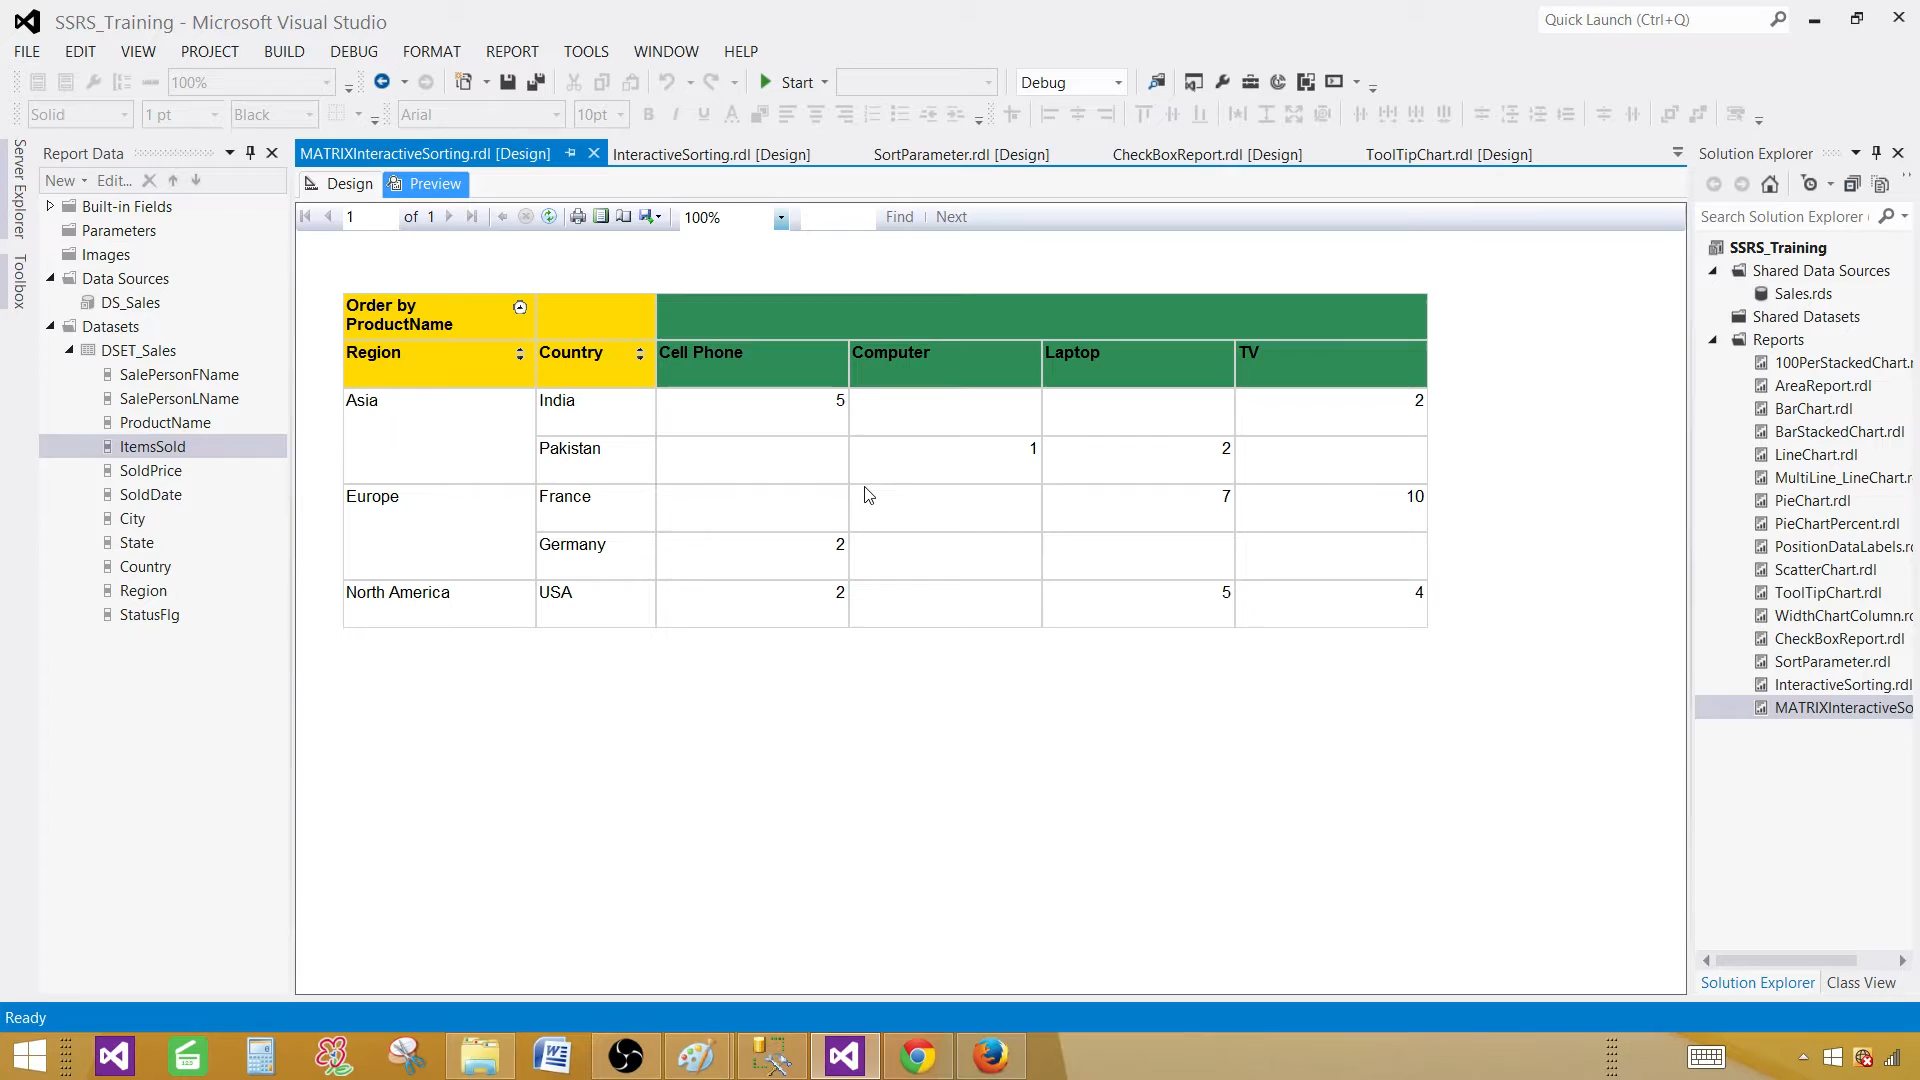 SSRS_Training - Microsoft Visual Studio
Quick Launch (Ctrl+Q)
FILE EDIT VIEW PROJECT BUILD DEBUG FORMAT REPORT TOOLS WINDOW HELP
100% Start Debug
Solid 1 pt Black Arial 10pt B I A
Server Explorer
Toolbox
Report Data
New Edit...
Built-in Fields
Parameters
Images
Data Sources
DS_Sales
Datasets
DSET_Sales
SalePersonFName
SalePersonLName
ProductName
ItemsSold
SoldPrice
SoldDate
City
State
Country
Region
StatusFlg
MATRIXInteractiveSorting.rdl [Design] InteractiveSorting.rdl [Design] SortParameter.rdl [Design] CheckBoxReport.rdl [Design] ToolTipChart.rdl [Design]
Design Preview
1 of 1 100% Find Next
Order by
ProductName
Region Country Cell Phone Computer Laptop TV
Asia India 5 2
Pakistan 1 2
Europe France 7 10
Germany 2
North America USA 2 5 4
Solution Explorer
Search Solution Explorer (
SSRS_Training
Shared Data Sources
Sales.rds
Shared Datasets
Reports
100PerStackedChart.r
AreaReport.rdl
BarChart.rdl
BarStackedChart.rdl
LineChart.rdl
MultiLine_LineChart.r
PieChart.rdl
PieChartPercent.rdl
PositionDataLabels.rd
ScatterChart.rdl
ToolTipChart.rdl
WidthChartColumn.rd
CheckBoxReport.rdl
SortParameter.rdl
InteractiveSorting.rdl
MATRIXInteractiveSo
Solution Explorer Class View
Ready